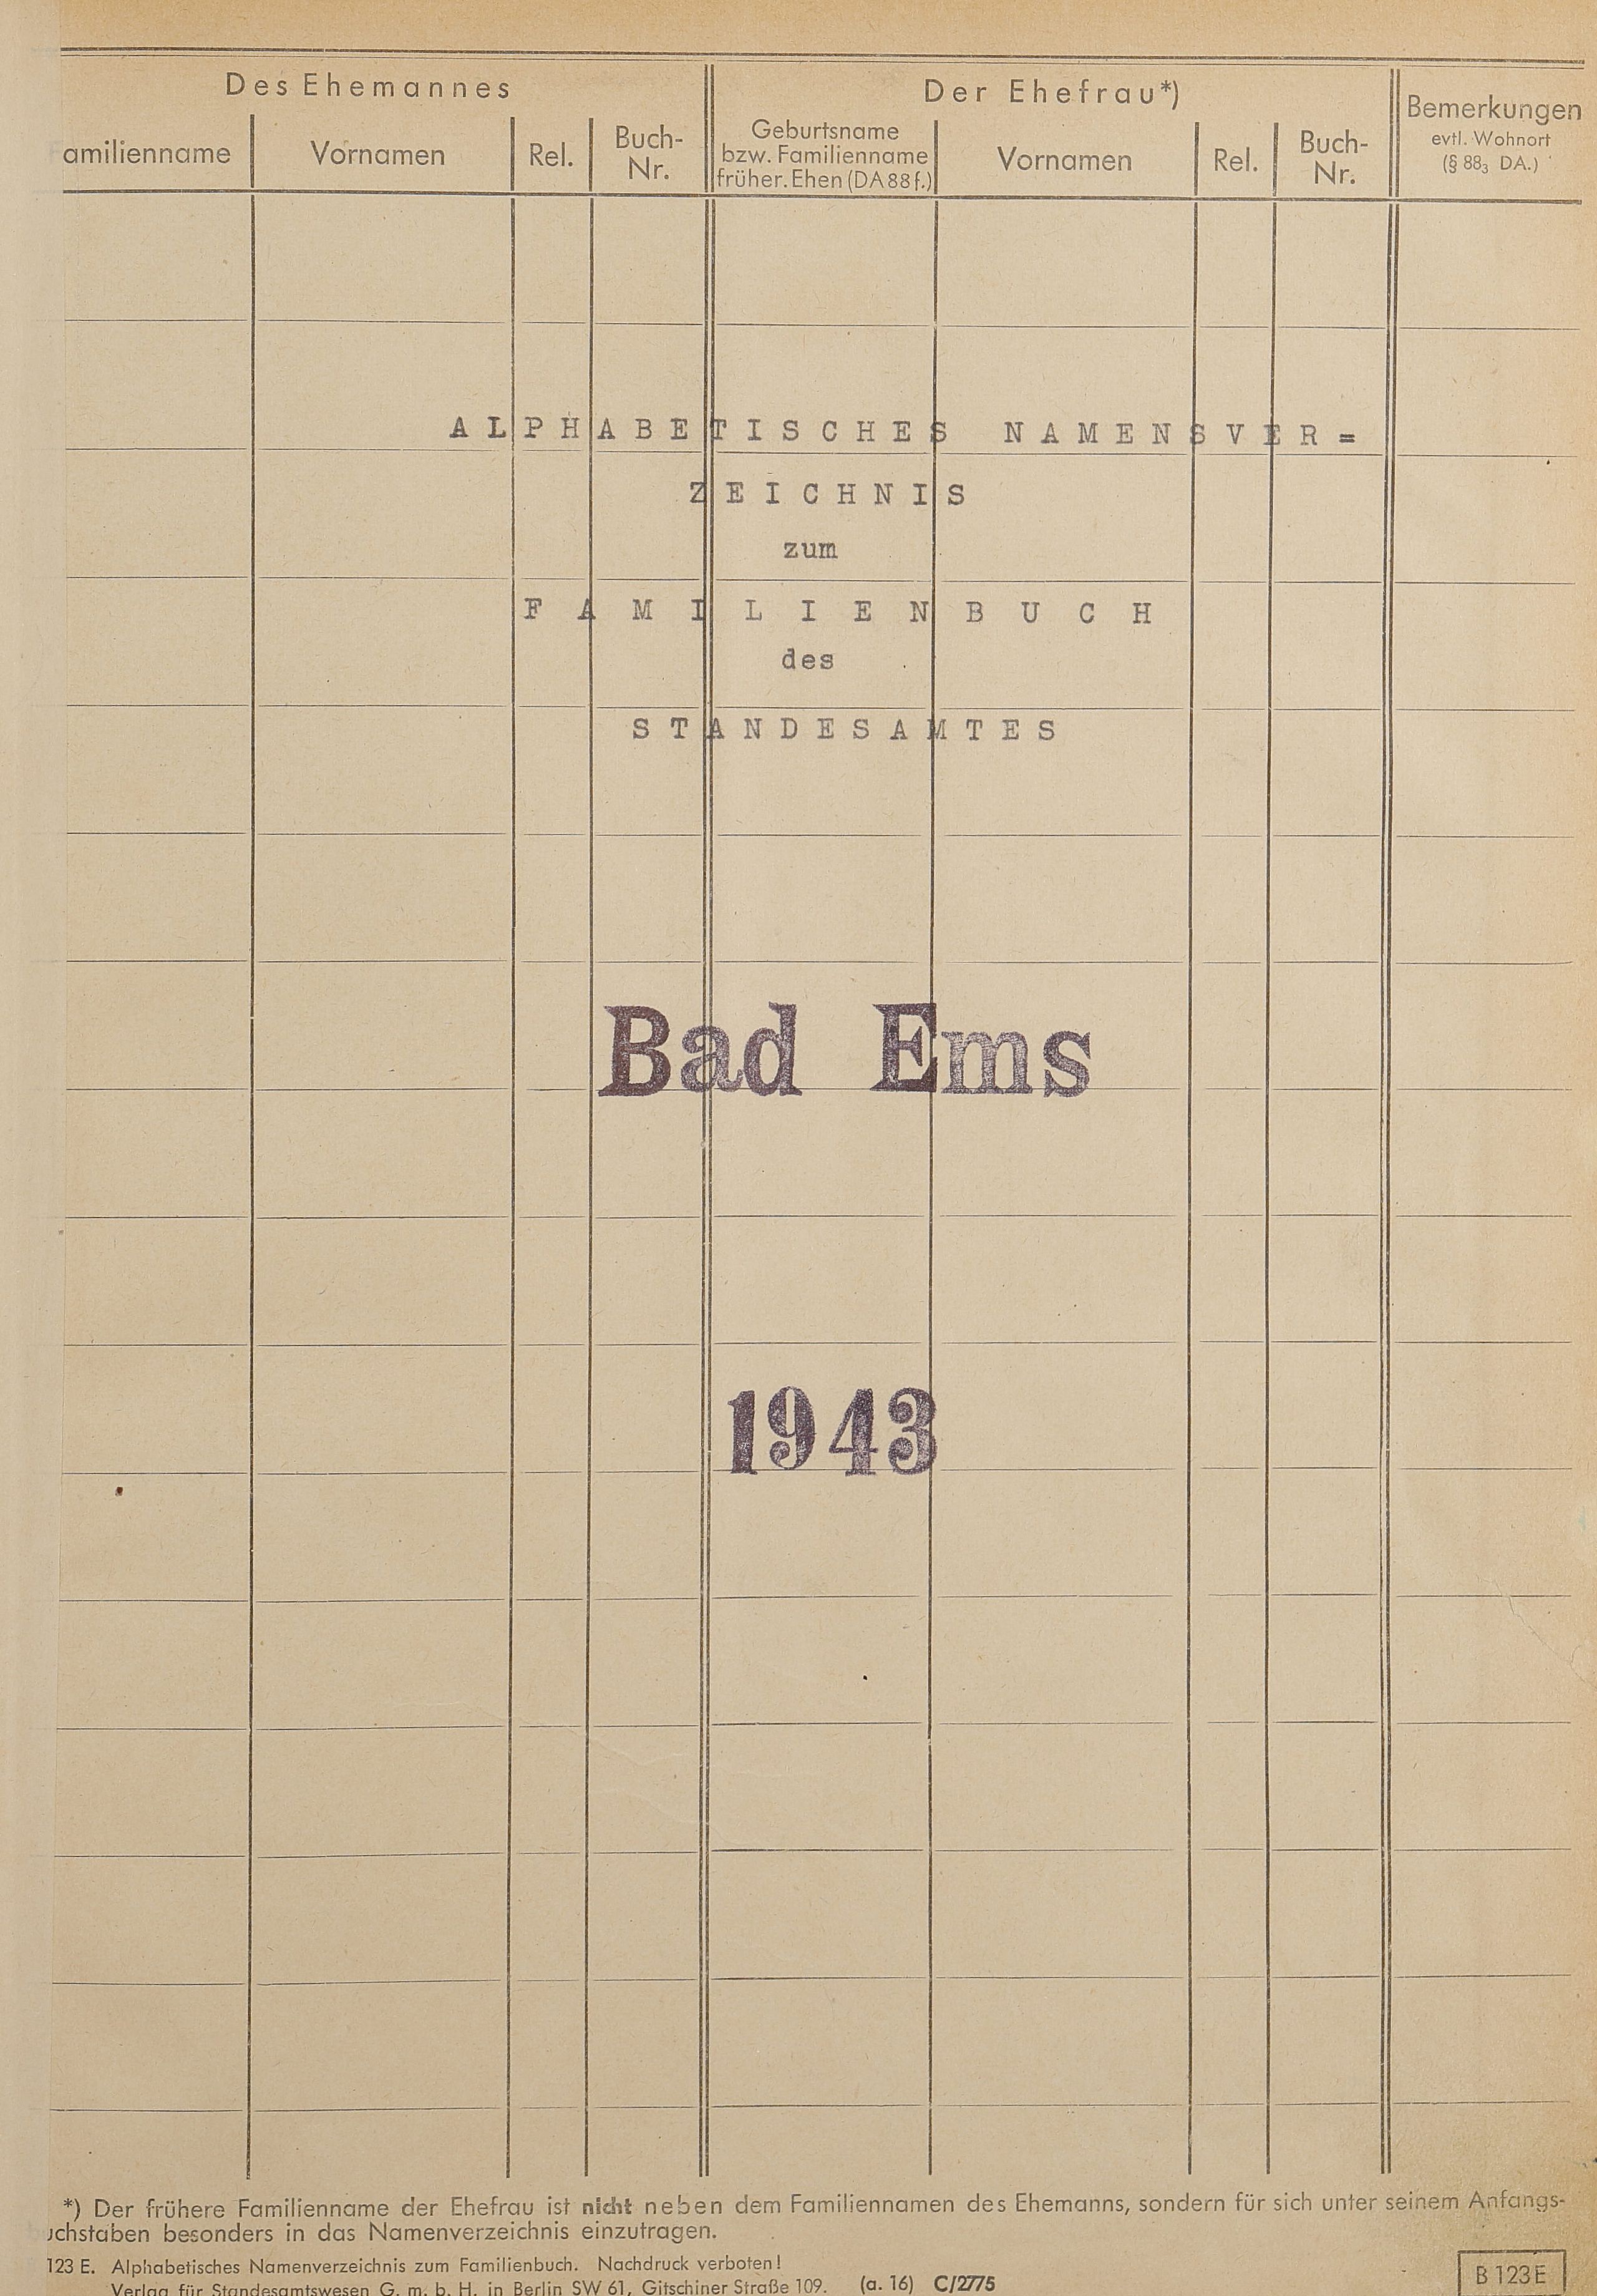 Des Ehemannes
Der Ehefrau*)
Bemerkungen
evtl. Wohnort
(§ 88₃ DA.)
Familienname
Vornamen
Rel.
Buch-
Nr.
Geburtsname
bzw. Familienname
früher. Ehen (DA 88 f.)
Vornamen
Rel.
Buch-
Nr.
ALPHABETISCHES NAMENSVER=
ZEICHNIS
zum
FAMILIENBUCH
des
STANDESAMTES
Bad Ems
1943
*) Der frühere Familienname der Ehefrau ist nicht neben dem Familiennamen des Ehemanns, sondern für sich unter seinem Anfangs-
buchstaben besonders in das Namenverzeichnis einzutragen.
123 E. Alphabetisches Namenverzeichnis zum Familienbuch. Nachdruck verboten!
Verlag für Standesamtswesen G. m. b. H. in Berlin SW 61, Gitschiner Straße 109. (a. 16) C/2775
B 123 E